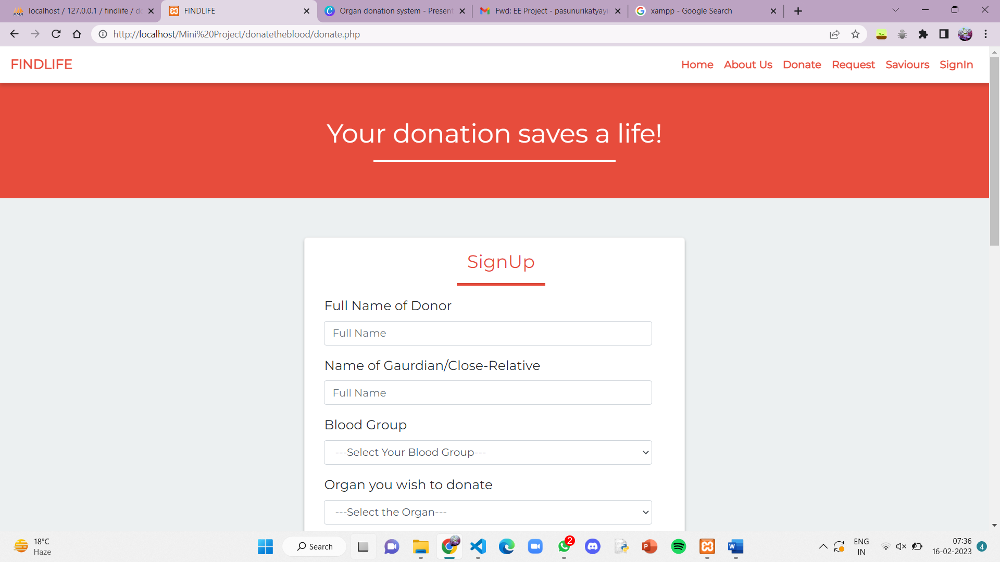 localhost / 127.0.0.1 / findlife / do
FINDLIFE
Organ donation system - Present
Fwd: EE Project - pasunurikatyayi
xampp - Google Search
http://localhost/Mini%20Project/donatetheblood/donate.php
FINDLIFE
Home About Us Donate Request Saviours SignIn
Your donation saves a life!
SignUp
Full Name of Donor
Full Name
Name of Gaurdian/Close-Relative
Full Name
Blood Group
---Select Your Blood Group---
Organ you wish to donate
---Select the Organ---
18°C
Haze
Search
2
ENG
IN
07:36
16-02-2023
4